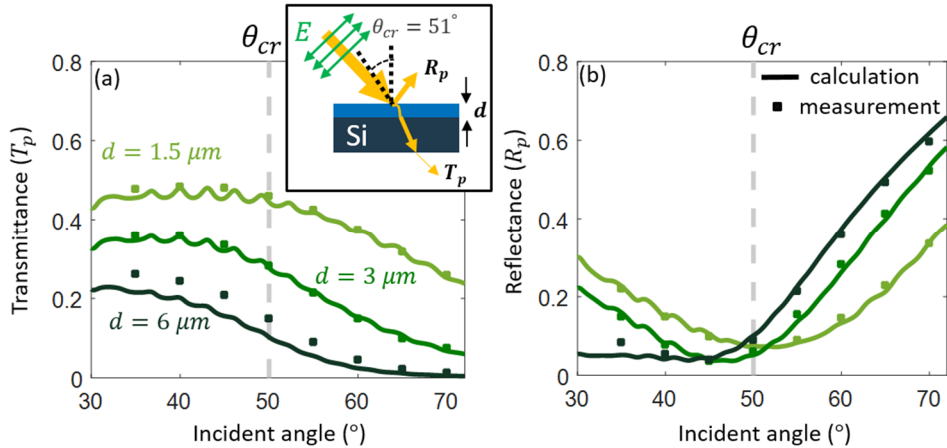 θcr
(a)
0.8
0.6
0.4
0.2
0
Transmittance (Tp)
d = 1.5 μm
d = 3 μm
d = 6 μm
30 40 50 60 70
Incident angle (°)
E
θcr = 51°
Rp
d
Si
Tp
θcr
(b)
calculation
measurement
0.8
0.6
0.4
0.2
0
Reflectance (Rp)
30 40 50 60 70
Incident angle (°)